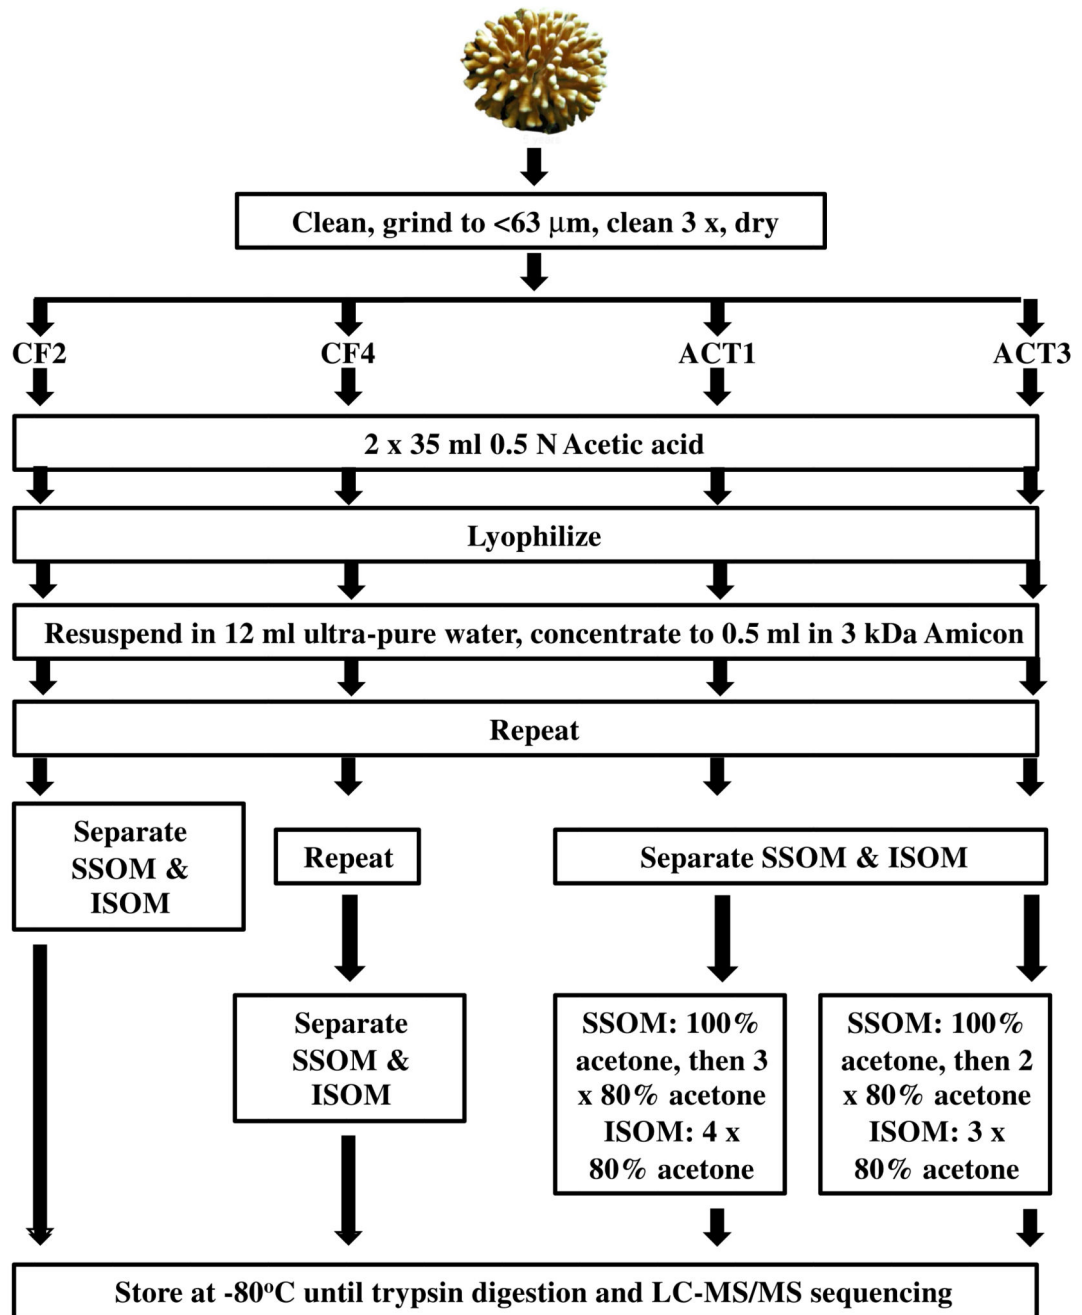 Clean, grind to <63 μm, clean 3 x, dry
CF2 CF4 ACT1 ACT3
2 x 35 ml 0.5 N Acetic acid
Lyophilize
Resuspend in 12 ml ultra-pure water, concentrate to 0.5 ml in 3 kDa Amicon
Repeat
Separate
SSOM &
ISOM
Repeat
Separate SSOM & ISOM
Separate
SSOM &
ISOM
SSOM: 100%
acetone, then 3
x 80% acetone
ISOM: 4 x
80% acetone
SSOM: 100%
acetone, then 2
x 80% acetone
ISOM: 3 x
80% acetone
Store at -80°C until trypsin digestion and LC-MS/MS sequencing